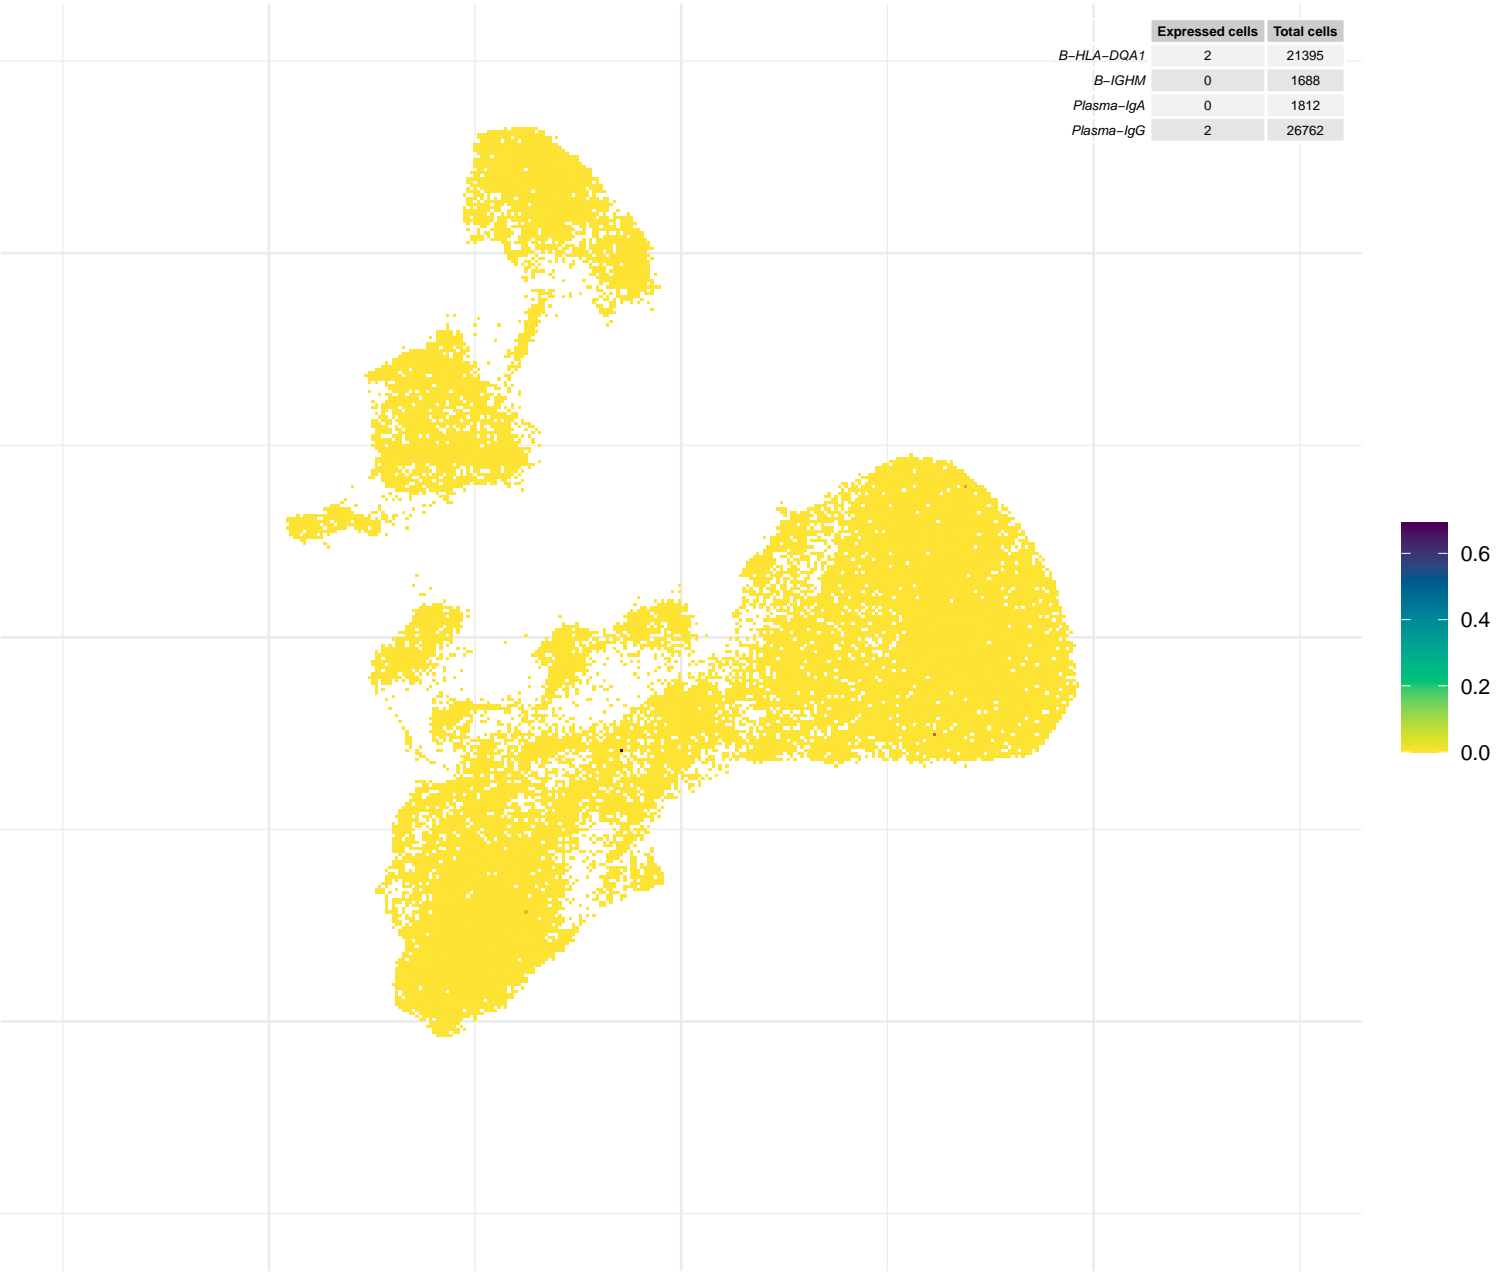 Expressed cells Total cells
B−HLA−DQA1 2 21395
B−IGHM 0 1688
Plasma−IgA 0 1812
Plasma−IgG 2 26762
0.6
0.4
0.2
0.0